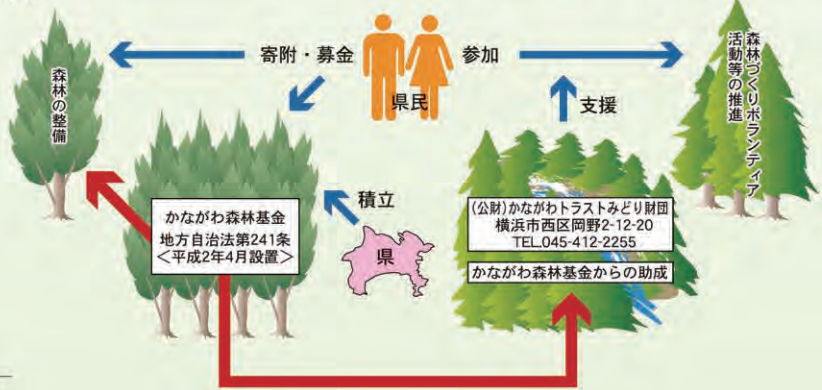 寄附・募金
参加
県民
森林の整備
森林づくりボランティア
活動等の推進
支援
積立
県
かながわ森林基金
地方自治法第241条
<平成2年4月設置>
(公財)かながわトラストみどり財団
横浜市西区岡野2-12-20
TEL.045-412-2255
かながわ森林基金からの助成